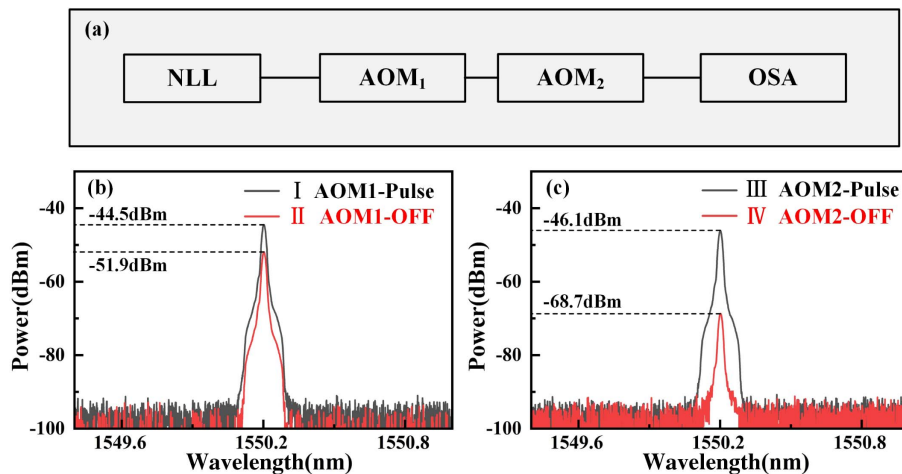 (a)
NLL AOM₁ AOM₂ OSA
(b)
Ⅰ AOM1-Pulse
Ⅱ AOM1-OFF
-44.5dBm
-51.9dBm
Power(dBm)
-40
-60
-80
-100
1549.6 1550.2 1550.8
Wavelength(nm)
(c)
Ⅲ AOM2-Pulse
Ⅳ AOM2-OFF
-46.1dBm
-68.7dBm
Power(dBm)
-40
-60
-80
-100
1549.6 1550.2 1550.8
Wavelength(nm)